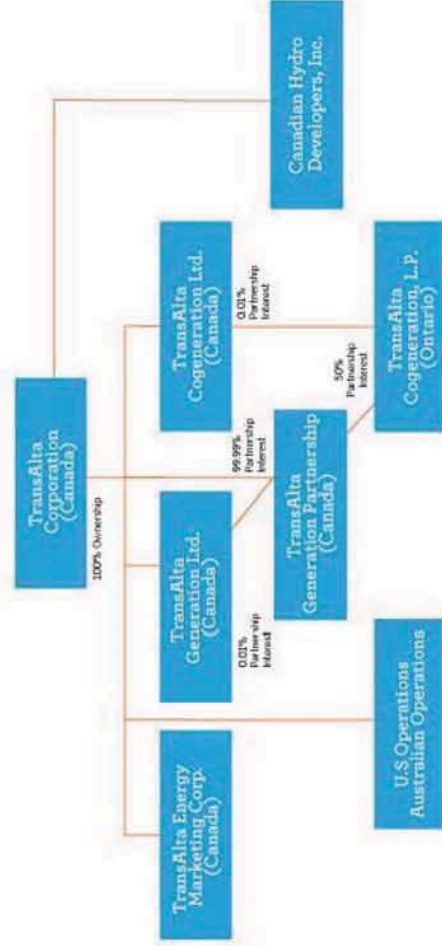 TransAlta
Corporation
(Canada)
100% Ownership
TransAlta Energy
Marketing Corp.
(Canada)
TransAlta
Generation Ltd.
(Canada)
TransAlta
Cogeneration Ltd.
(Canada)
Canadian Hydro
Developers, Inc.
0.01%
Partnership
Interest
99.99%
Partnership
Interest
0.01%
Partnership
Interest
TransAlta
Generation Partnership
(Canada)
50%
Partnership
Interest
U.S Operations
Australian Operations
TransAlta
Cogeneration, L.P.
(Ontario)